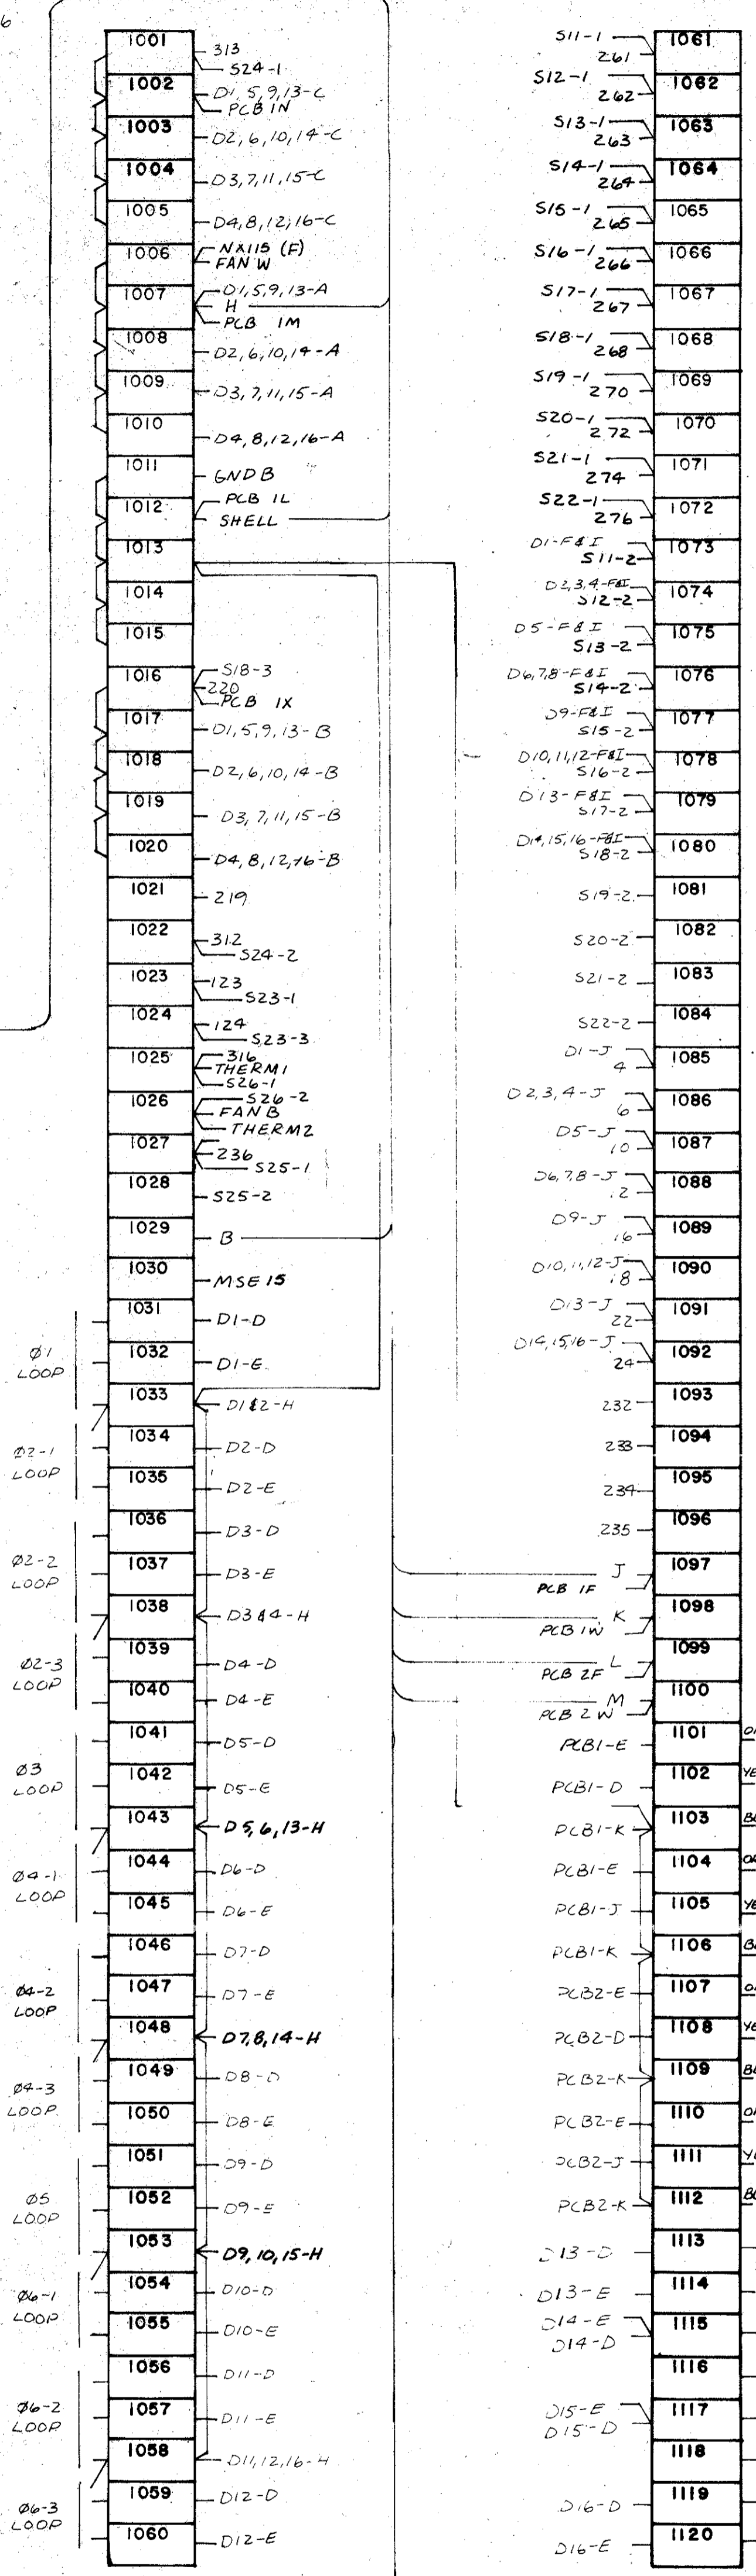 6
1001
313
S24-1
1002
D1,5,9,13-C
PCB 1N
1003
D2,6,10,14-C
1004
D3,7,11,15-C
1005
D4,8,12,16-C
1006
NX115 (F)
FAN W
1007
D1,5,9,13-A
H
PCB 1M
1008
D2,6,10,14-A
1009
D3,7,11,15-A
1010
D4,8,12,16-A
1011
GND B
1012
PCB 1L
SHELL
1013
1014
1015
1016
S18-3
220
PCB 1X
1017
D1,5,9,13-B
1018
D2,6,10,14-B
1019
D3,7,11,15-B
1020
D4,8,12,16-B
1021
219
1022
312
S24-2
1023
123
S23-1
1024
124
S23-3
1025
316
THERM1
S26-1
1026
S26-2
FAN B
THERM2
1027
236
S25-1
1028
S25-2
1029
B
1030
MSE 15
1031
D1-D
Ø1
LOOP
1032
D1-E
1033
D1&2-H
1034
D2-D
Ø2-1
LOOP
1035
D2-E
1036
D3-D
Ø2-2
LOOP
1037
D3-E
1038
D3&4-H
1039
D4-D
Ø2-3
LOOP
1040
D4-E
1041
D5-D
Ø3
LOOP
1042
D5-E
1043
D5,6,13-H
1044
D6-D
Ø4-1
LOOP
1045
D6-E
1046
D7-D
Ø4-2
LOOP
1047
D7-E
1048
D7,8,14-H
1049
D8-D
Ø4-3
LOOP
1050
D8-E
1051
D9-D
Ø5
LOOP
1052
D9-E
1053
D9,10,15-H
1054
D10-D
Ø6-1
LOOP
1055
D10-E
1056
D11-D
Ø6-2
LOOP
1057
D11-E
1058
D11,12,16-H
1059
D12-D
Ø6-3
LOOP
1060
D12-E
S11-1
261
1061
S12-1
262
1062
S13-1
263
1063
S14-1
264
1064
S15-1
265
1065
S16-1
266
1066
S17-1
267
1067
S18-1
268
1068
S19-1
270
1069
S20-1
272
1070
S21-1
274
1071
S22-1
276
1072
D1-F&I
S11-2
1073
D2,3,4-F&I
S12-2
1074
D5-F&I
S13-2
1075
D6,7,8-F&I
S14-2
1076
D9-F&I
S15-2
1077
D10,11,12-F&I
S16-2
1078
D13-F&I
S17-2
1079
D14,15,16-F&I
S18-2
1080
S19-2
1081
S20-2
1082
S21-2
1083
S22-2
1084
D1-J
4
1085
D2,3,4-J
6
1086
D5-J
10
1087
D6,7,8-J
12
1088
D9-J
16
1089
D10,11,12-J
18
1090
D13-J
22
1091
D14,15,16-J
24
1092
232
1093
233
1094
234
1095
235
1096
J
PCB 1F
1097
K
PCB 1W
1098
L
PCB 2F
1099
M
PCB 2W
1100
PCB1-E
1101
PCB1-D
1102
YE
PCB1-K
1103
PCB1-E
1104
PCB1-J
1105
YE
PCB1-K
1106
PCB2-E
1107
PCB2-D
1108
YE
PCB2-K
1109
PCB2-E
1110
PCB2-J
1111
PCB2-K
1112
D13-D
1113
D13-E
1114
D14-E
D14-D
1115
1116
D15-E
D15-D
1117
1118
D16-D
1119
D16-E
1120